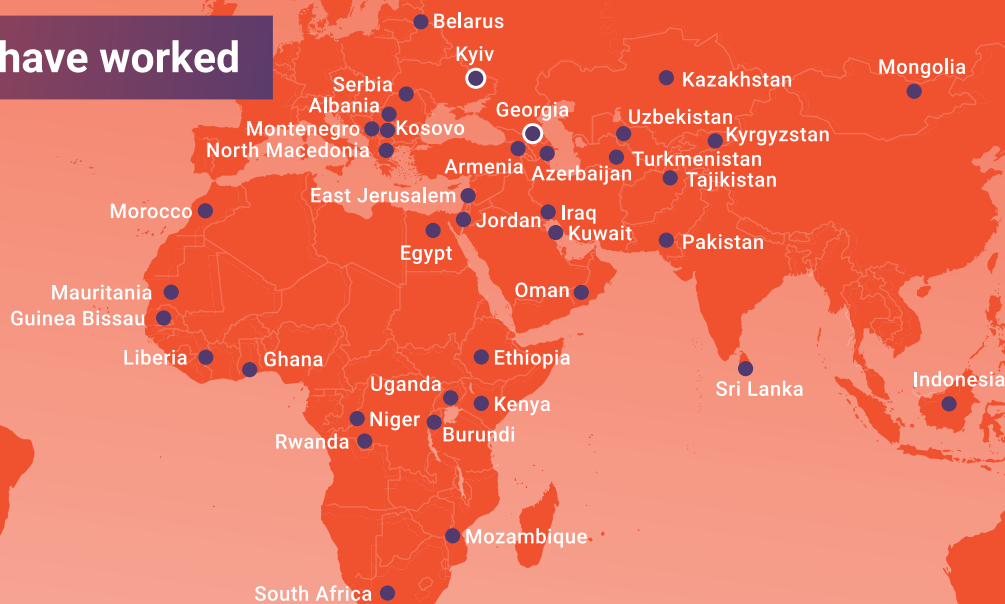 have worked
Belarus
Kyiv
Serbia
Albania
Montenegro
Kosovo
North Macedonia
Georgia
Armenia
Azerbaijan
Kazakhstan
Mongolia
Uzbekistan
Kyrgyzstan
Turkmenistan
Tajikistan
East Jerusalem
Jordan
Iraq
Kuwait
Pakistan
Morocco
Egypt
Oman
Mauritania
Guinea Bissau
Liberia
Ghana
Ethiopia
Uganda
Kenya
Niger
Burundi
Rwanda
Sri Lanka
Indonesia
Mozambique
South Africa